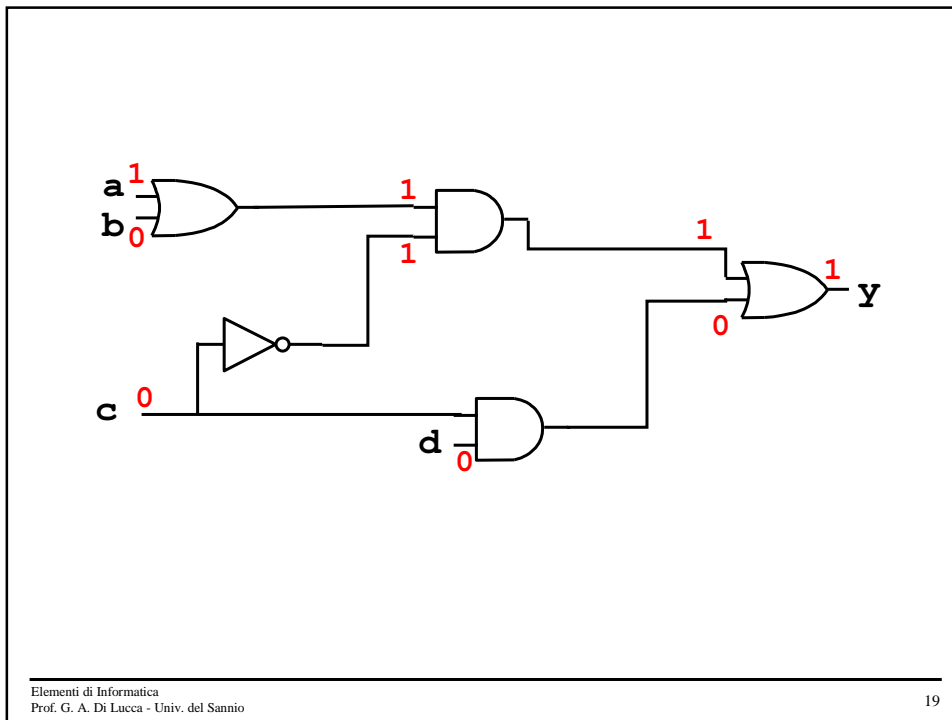 1
a
b
0
1
1
1
1
y
0
c
0
d
0
Elementi di Informatica
Prof. G. A. Di Lucca - Univ. del Sannio
19